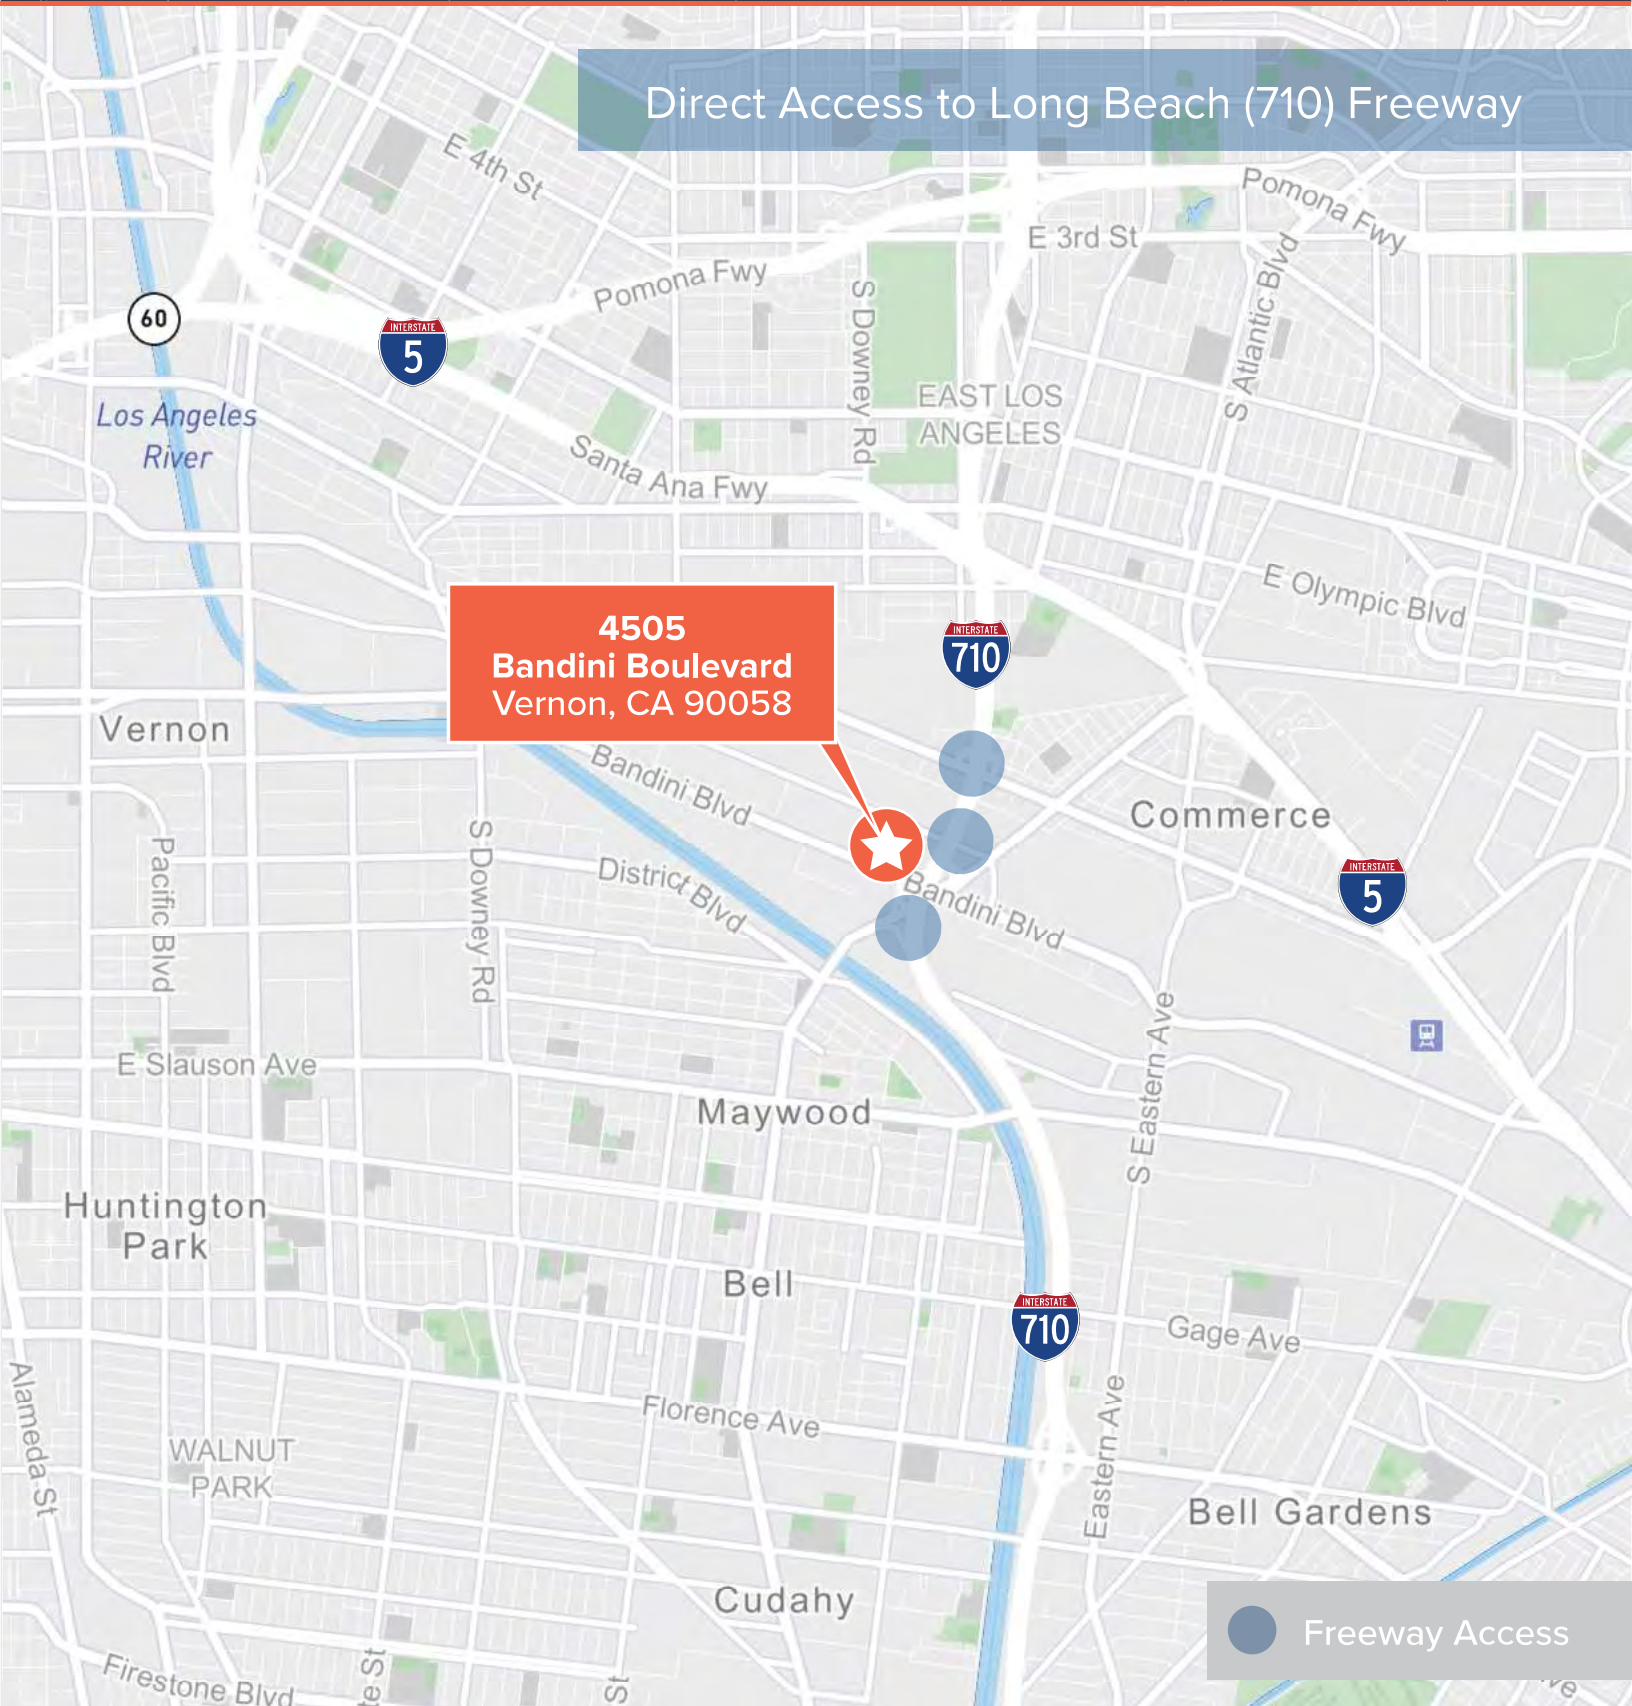 Direct Access to Long Beach (710) Freeway
E 4th St
Pomona Fwy
E 3rd St
Pomona Fwy
S Atlantic Blvd
60
INTERSTATE
5
S Downey Rd
EAST LOS
ANGELES
Los Angeles
River
Santa Ana Fwy
E Olympic Blvd
4505
Bandini Boulevard
Vernon, CA 90058
INTERSTATE
710
Vernon
Bandini Blvd
Commerce
Pacific Blvd
S Downey Rd
District Blvd
Bandini Blvd
INTERSTATE
5
E Slauson Ave
S Eastern Ave
Maywood
Huntington
Park
Bell
INTERSTATE
710
Gage Ave
Alameda St
Florence Ave
Eastern Ave
WALNUT
PARK
Bell Gardens
Cudahy
Freeway Access
Firestone Blvd
te St
St
ve